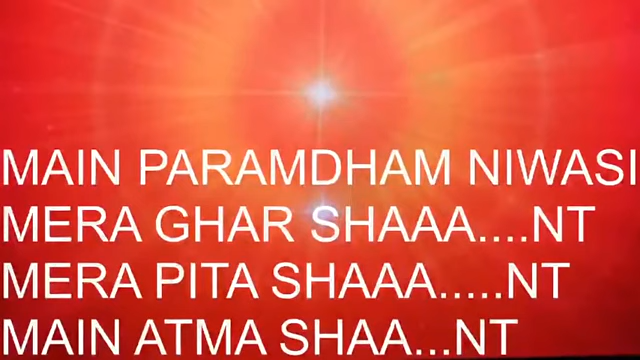 MAIN PARAMDHAM NIWASI
MERA GHAR SHAAA....NT
MERA PITA SHAAA.....NT
MAIN ATMA SHAA...NT